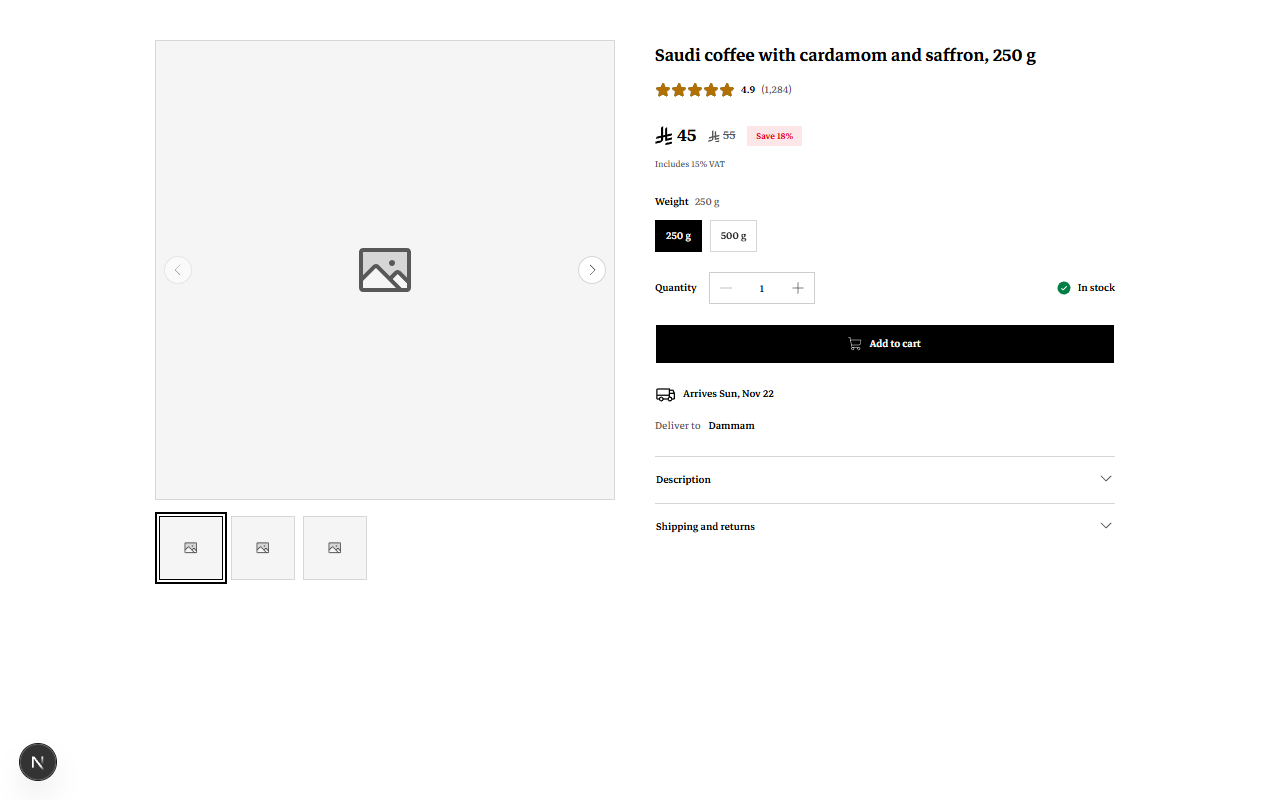 Saudi coffee with cardamom and saffron, 250 g
4.9 (1,284)
⃁ 45 ⃁ 55 Save 18%
Includes 15% VAT
Weight 250 g
250 g 500 g
Quantity 1 In stock
Add to cart
Arrives Sun, Nov 22
Deliver to Dammam
Description
Shipping and returns
N